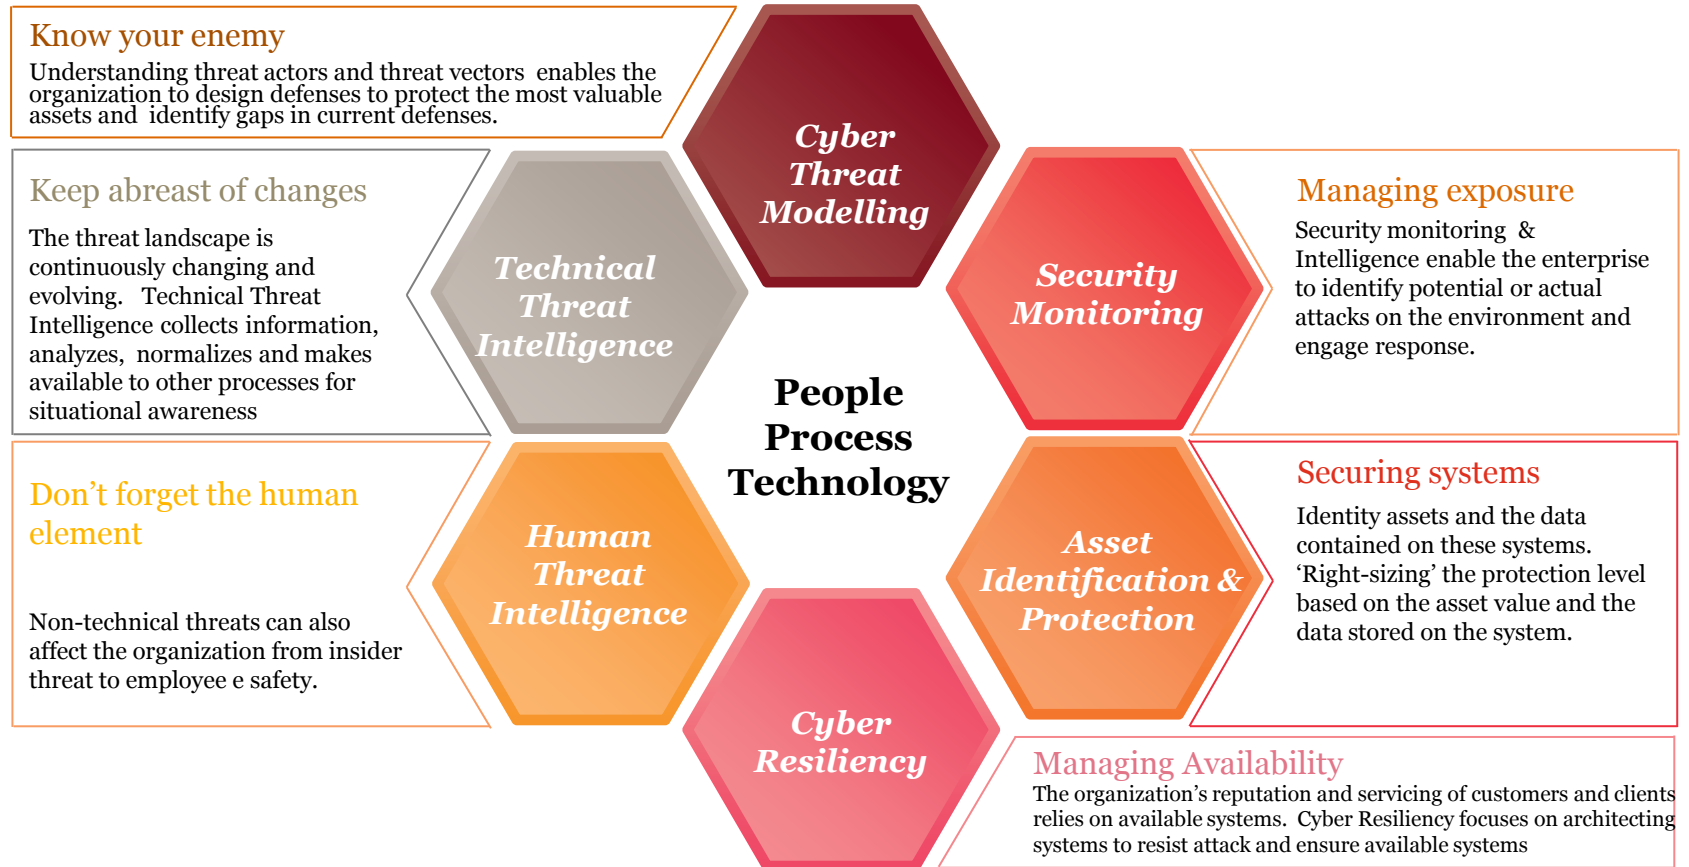 Know your enemy
Understanding threat actors and threat vectors enables the
organization to design defenses to protect the most valuable
assets and identify gaps in current defenses.
Cyber
Threat
Modelling
Keep abreast of changes
The threat landscape is
continuously changing and
evolving. Technical Threat
Intelligence collects information,
analyzes, normalizes and makes
available to other processes for
situational awareness
Technical
Threat
Intelligence
Security
Monitoring
Managing exposure
Security monitoring &
Intelligence enable the enterprise
to identify potential or actual
attacks on the environment and
engage response.
People
Process
Technology
Don’t forget the human
element
Non-technical threats can also
affect the organization from insider
threat to employee e safety.
Human
Threat
Intelligence
Asset
Identification &
Protection
Securing systems
Identity assets and the data
contained on these systems.
‘Right-sizing’ the protection level
based on the asset value and the
data stored on the system.
Cyber
Resiliency
Managing Availability
The organization’s reputation and servicing of customers and clients
relies on available systems. Cyber Resiliency focuses on architecting
systems to resist attack and ensure available systems